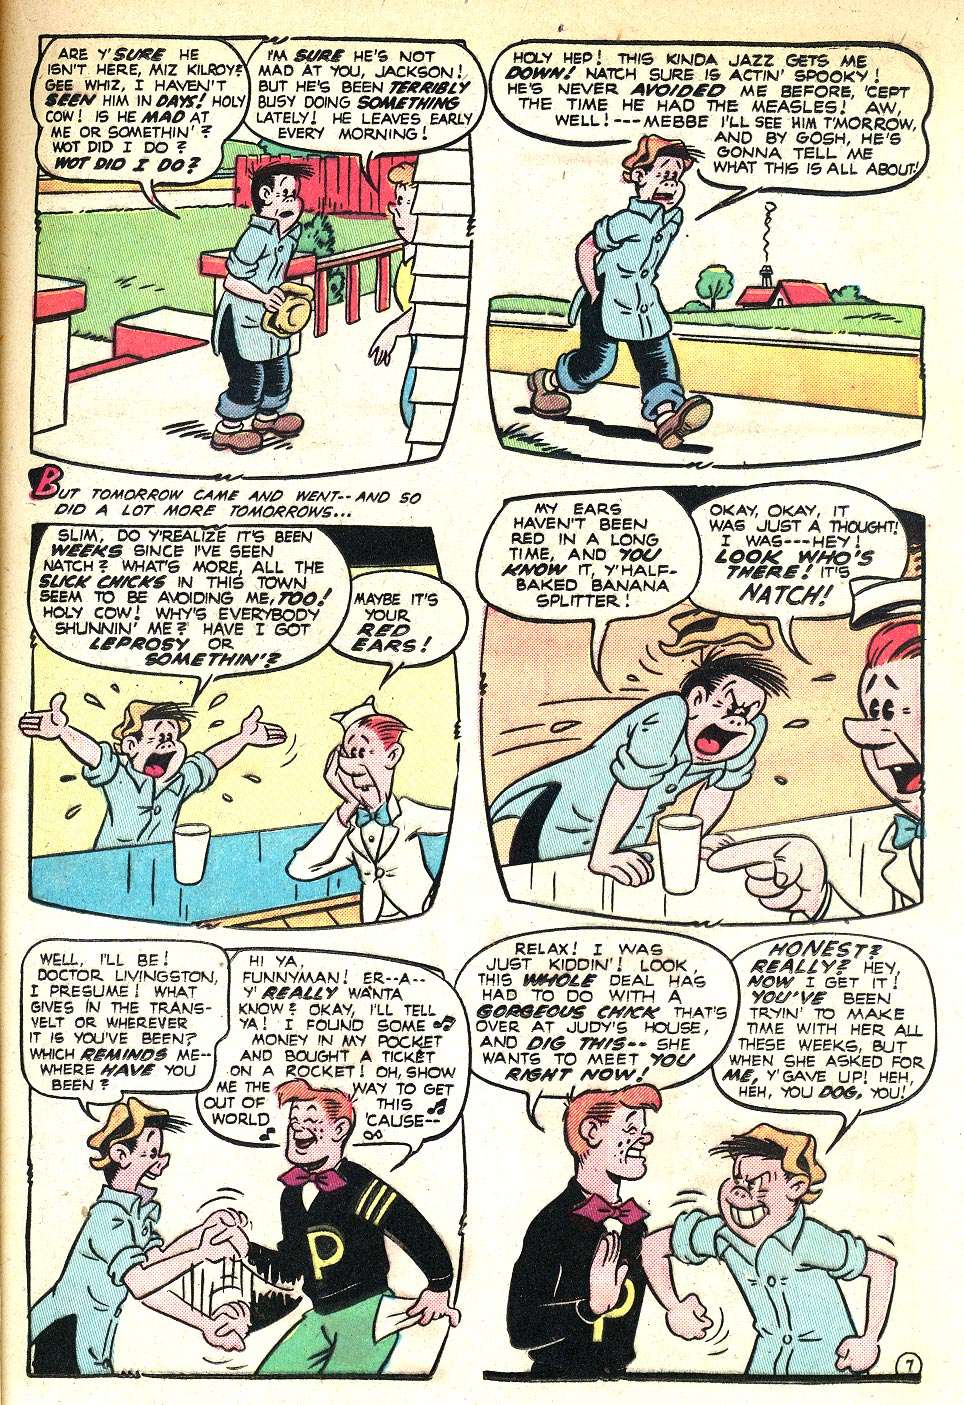 ARE Y'SURE HE
ISN'T HERE, MIZ KILROY?
GEE WHIZ, I HAVEN'T
SEEN HIM IN DAYS! HOLY
COW! IS HE MAD AT
ME OR SOMETHIN'?
WOT DID I DO?
WOT DID I DO?
I'M SURE HE'S NOT
MAD AT YOU, JACKSON!
BUT HE'S BEEN TERRIBLY
BUSY DOING SOMETHING
LATELY! HE LEAVES EARLY
EVERY MORNING!
HOLY HEP! THIS KINDA JAZZ GETS ME
DOWN! NATCH SURE IS ACTIN' SPOOKY!
HE'S NEVER AVOIDED ME BEFORE, 'CEPT
THE TIME HE HAD THE MEASLES! AW,
WELL!---MEBBE I'LL SEE HIM T'MORROW,
AND BY GOSH, HE'S
GONNA TELL ME
WHAT THIS IS ALL ABOUT!
BUT TOMORROW CAME AND WENT--AND SO
DID A LOT MORE TOMORROWS...
SLIM, DO Y'REALIZE IT'S BEEN
WEEKS SINCE I'VE SEEN
NATCH? WHAT'S MORE, ALL THE
SLICK CHICKS IN THIS TOWN
SEEM TO BE AVOIDING ME, TOO!
HOLY COW! WHY'S EVERYBODY
SHUNNIN' ME? HAVE I GOT
LEPROSY OR
SOMETHIN'?
MAYBE IT'S
YOUR
RED
EARS!
MY EARS
HAVEN'T BEEN
RED IN A LONG
TIME, AND YOU
KNOW IT, Y'HALF-
BAKED BANANA
SPLITTER!
OKAY, OKAY, IT
WAS JUST A THOUGHT!
I WAS---HEY!
LOOK WHO'S
THERE! IT'S
NATCH!
WELL, I'LL BE!
DOCTOR LIVINGSTON,
I PRESUME! WHAT
GIVES IN THE TRANS-
VELT OR WHEREVER
IT IS YOU'VE BEEN?
WHICH REMINDS ME--
WHERE HAVE YOU
BEEN?
HI YA,
FUNNYMAN! ER--A--
Y'REALLY WANTA
KNOW? OKAY, I'LL TELL
YA! I FOUND SOME
MONEY IN MY POCKET
AND BOUGHT A TICKET
ON A ROCKET! OH, SHOW
ME THE WAY TO GET
OUT OF THIS
WORLD 'CAUSE--
P
RELAX! I WAS
JUST KIDDIN'! LOOK,
THIS WHOLE DEAL HAS
HAD TO DO WITH A
GORGEOUS CHICK THAT'S
OVER AT JUDY'S HOUSE,
AND DIG THIS--SHE
WANTS TO MEET YOU
RIGHT NOW!
HONEST?
REALLY? HEY,
NOW I GET IT!
YOU'VE BEEN
TRYIN' TO MAKE
TIME WITH HER ALL
THESE WEEKS, BUT
WHEN SHE ASKED FOR
ME, Y'GAVE UP! HEH,
HEH, YOU DOG, YOU!
P
7